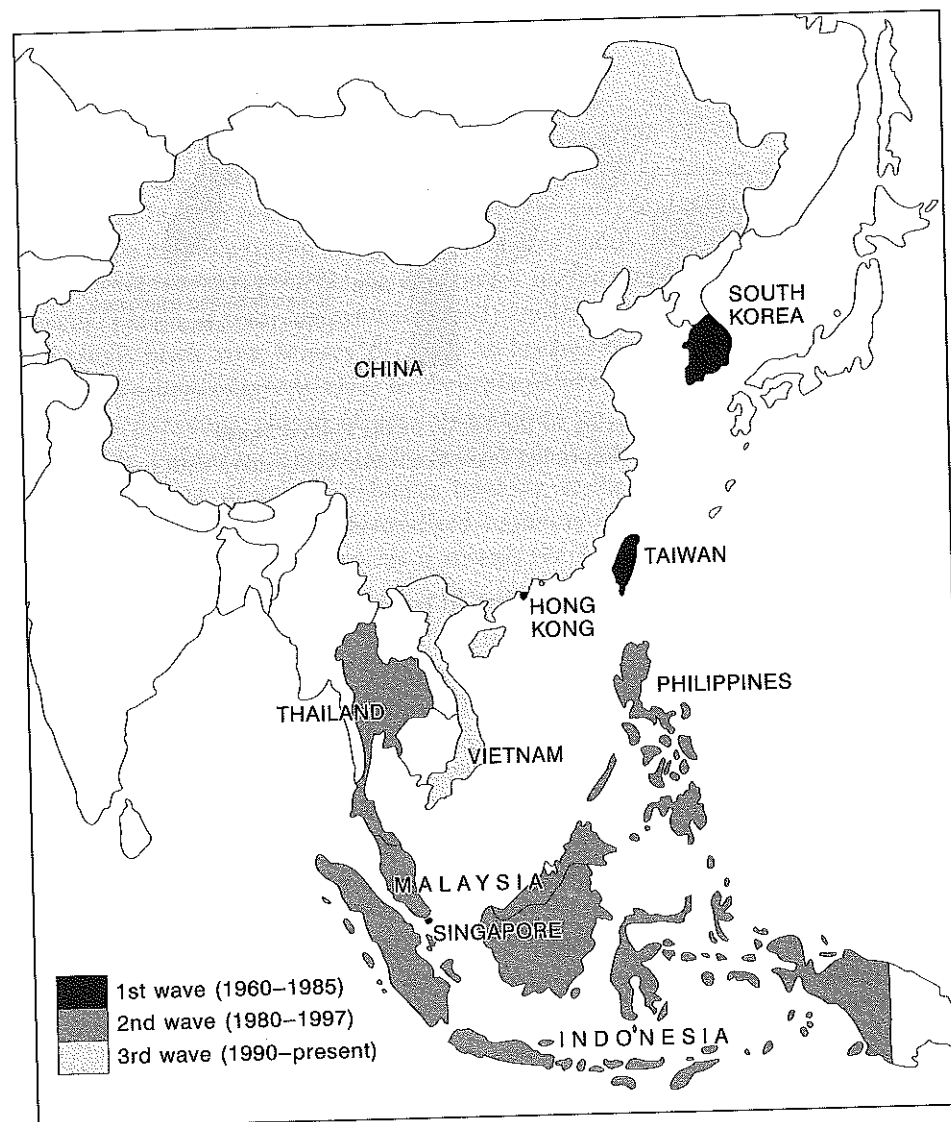 SOUTH
KOREA
CHINA
TAIWAN
HONG
KONG
PHILIPPINES
THAILAND
VIETNAM
MALAYSIA
SINGAPORE
INDONESIA
1st wave (1960–1985)
2nd wave (1980–1997)
3rd wave (1990–present)